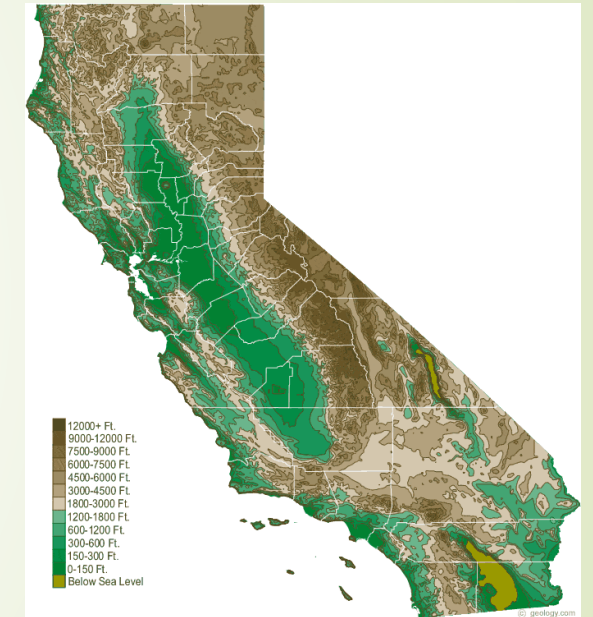 12000+ Ft.
9000-12000 Ft.
7500-9000 Ft.
6000-7500 Ft.
4500-6000 Ft.
3000-4500 Ft.
1800-3000 Ft.
1200-1800 Ft.
600-1200 Ft.
300-600 Ft.
150-300 Ft.
0-150 Ft.
Below Sea Level
(c) geology.com